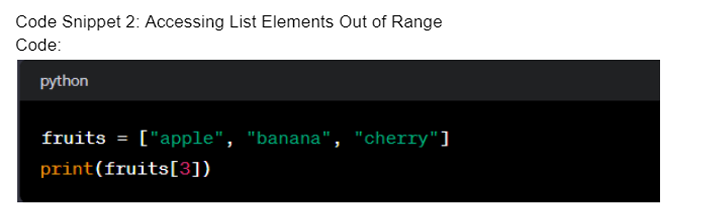 Code Snippet 2: Accessing List Elements Out of Range
Code:
python
fruits = ["apple", "banana", "cherry"]
print(fruits[3])